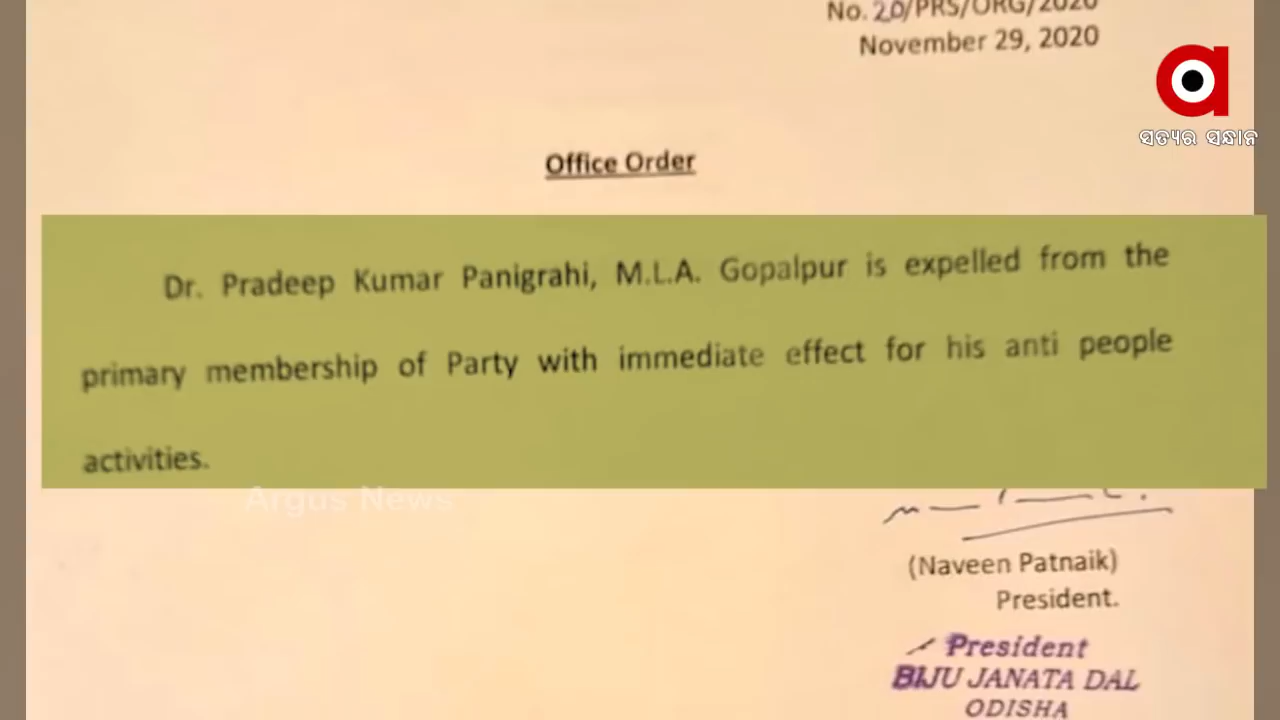 No. 20/PRS/ORG/2020
November 29, 2020
ସତ୍ୟର ସନ୍ଧାନ
Office Order
Dr. Pradeep Kumar Panigrahi, M.L.A. Gopalpur is expelled from the
primary membership of Party with immediate effect for his anti people
activities.
Argus News
(Naveen Patnaik)
President.
President
BIJU JANATA DAL
ODISHA